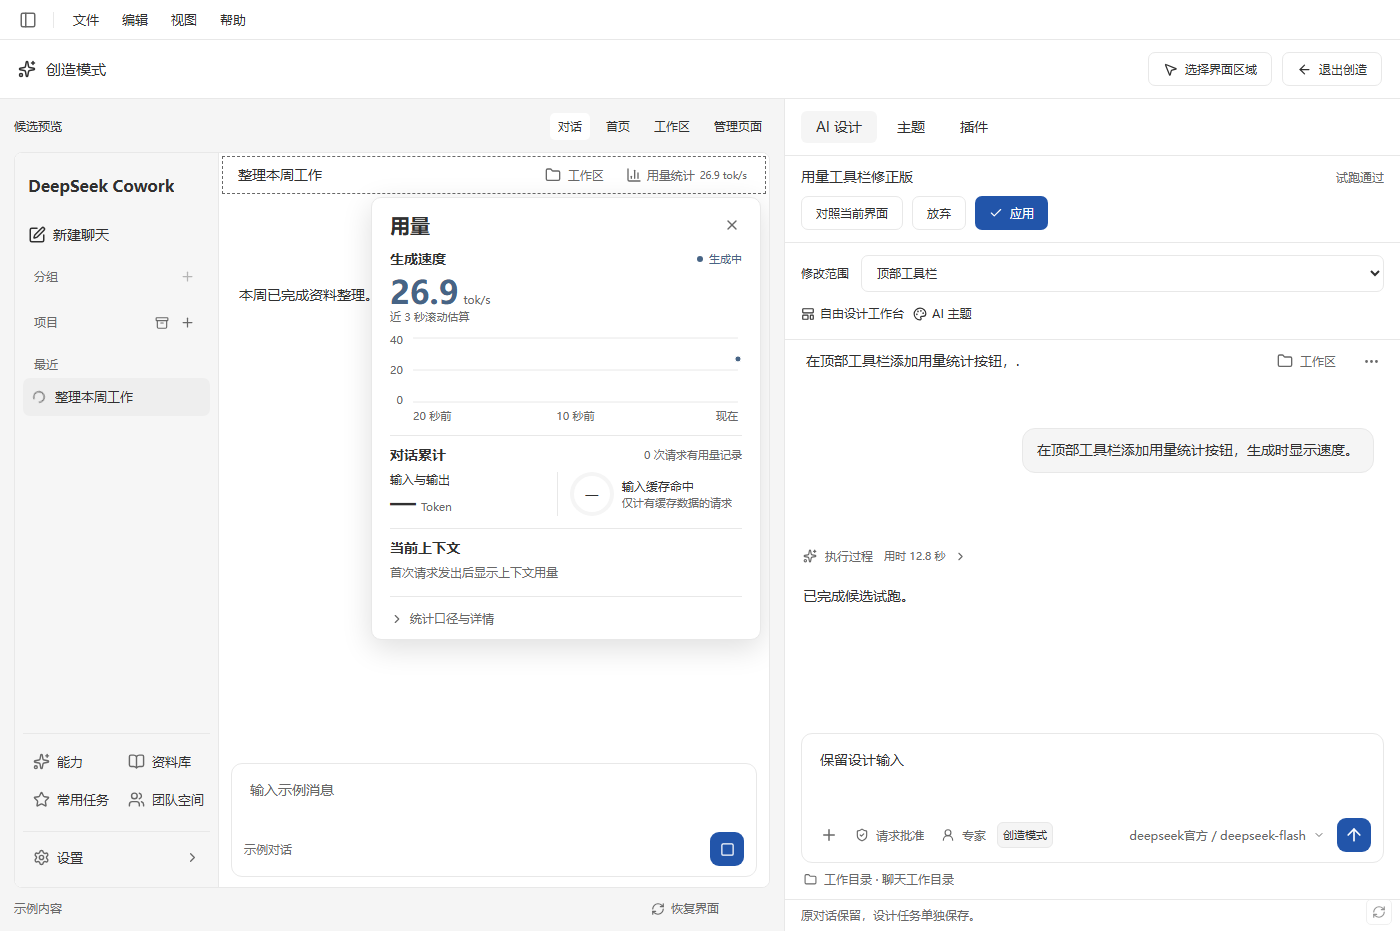 文件 编辑 视图 帮助
创造模式
选择界面区域 退出创造
候选预览
对话 首页 工作区 管理页面
DeepSeek Cowork
新建聊天
分组
项目
最近
整理本周工作
能力 资料库
常用任务 团队空间
设置
整理本周工作 工作区 用量统计 26.9 tok/s
本周已完成资料整理。
用量
生成速度 生成中
26.9 tok/s
近 3 秒滚动估算
40
20
0
20 秒前 10 秒前 现在
对话累计 0 次请求有用量记录
输入与输出
— Token
—
输入缓存命中
仅计有缓存数据的请求
当前上下文
首次请求发出后显示上下文用量
统计口径与详情
输入示例消息
示例对话
示例内容 恢复界面
AI 设计 主题 插件
用量工具栏修正版 试跑通过
对照当前界面 放弃 应用
修改范围 顶部工具栏
自由设计工作台 AI 主题
在顶部工具栏添加用量统计按钮，. 工作区
在顶部工具栏添加用量统计按钮，生成时显示速度。
执行过程 用时 12.8 秒
已完成候选试跑。
保留设计输入
请求批准 专家 创造模式 deepseek官方 / deepseek-flash
工作目录 · 聊天工作目录
原对话保留，设计任务单独保存。